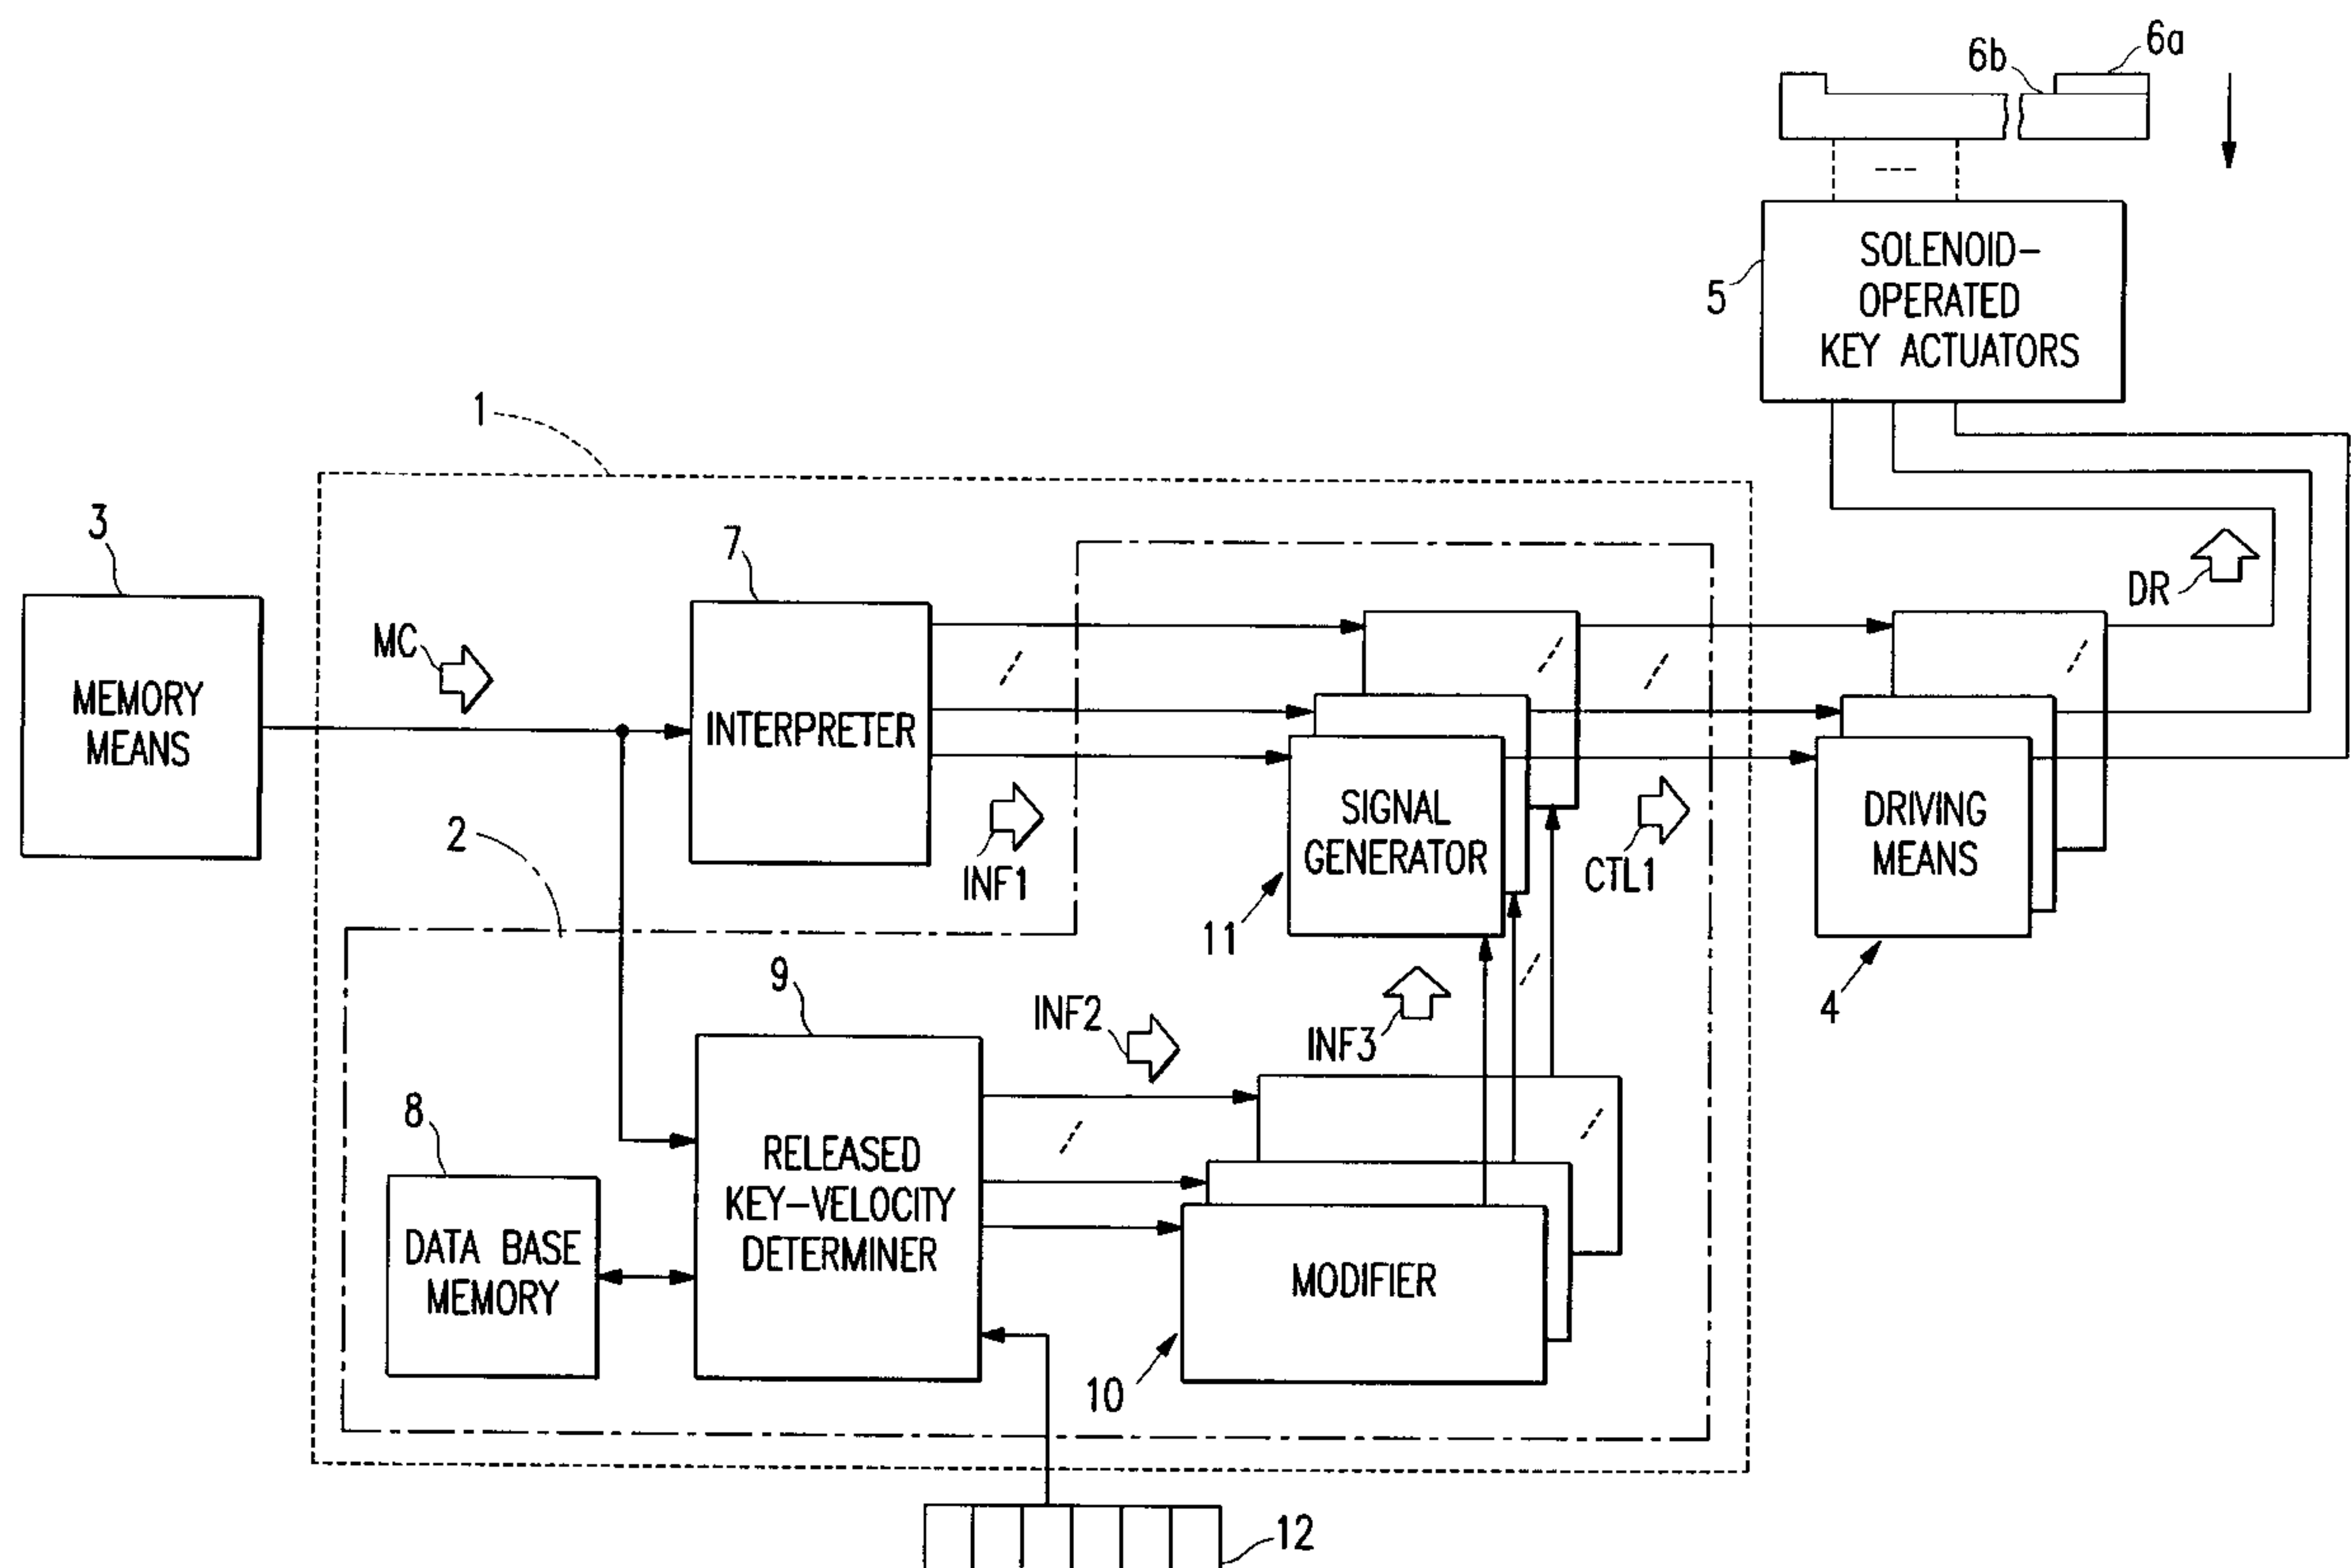 6a
6b
SOLENOID-
OPERATED
KEY ACTUATORS
5
1
3
7
DR
MC
MEMORY
MEANS
INTERPRETER
SIGNAL
GENERATOR
DRIVING
MEANS
2
INF1
CTL1
11
9
4
INF2
INF3
8
RELEASED
KEY-VELOCITY
DETERMINER
DATA BASE
MEMORY
MODIFIER
10
12